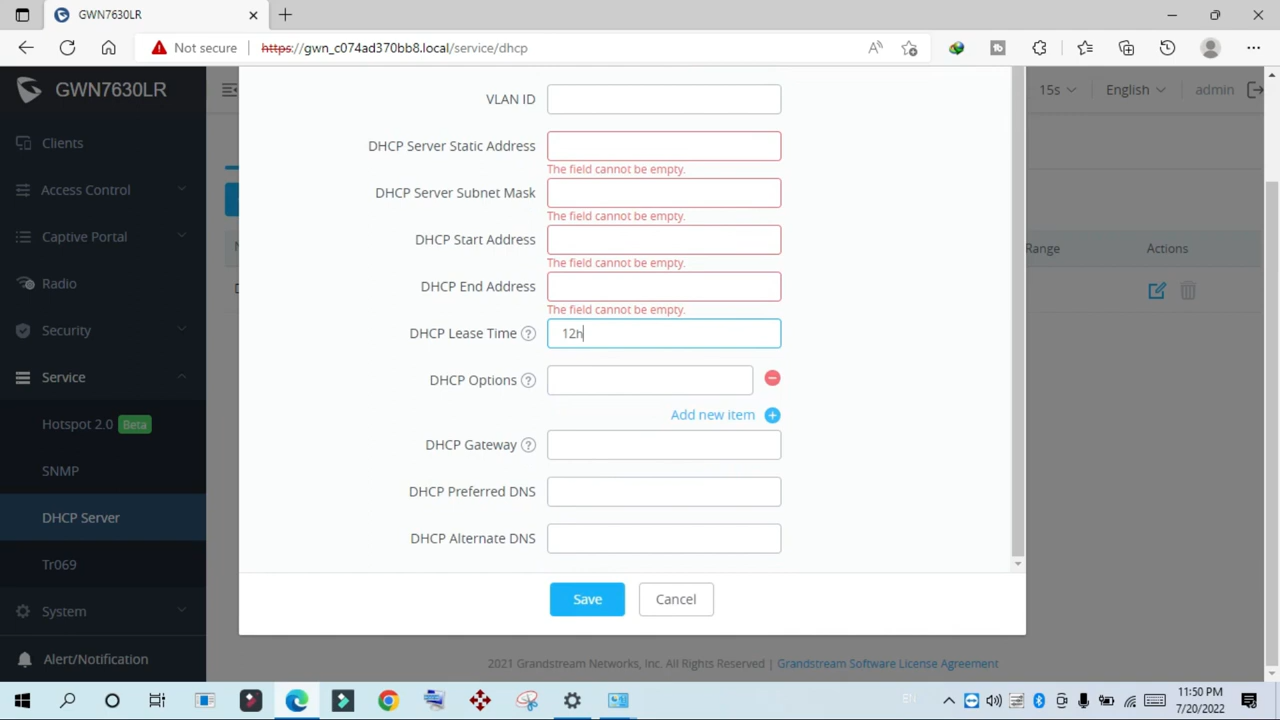 GWN7630LR
Not secure https://gwn_c074ad370bb8.local/service/dhcp
GWN7630LR
15s English admin
Clients
Access Control
Captive Portal
Radio
Security
Service
Hotspot 2.0 Beta
SNMP
DHCP Server
Tr069
System
Alert/Notification
VLAN ID
DHCP Server Static Address
The field cannot be empty.
DHCP Server Subnet Mask
The field cannot be empty.
DHCP Start Address
The field cannot be empty.
DHCP End Address
The field cannot be empty.
DHCP Lease Time ? 12h
DHCP Options ?
Add new item
DHCP Gateway ?
DHCP Preferred DNS
DHCP Alternate DNS
Save Cancel
Range Actions
2021 Grandstream Networks, Inc. All Rights Reserved | Grandstream Software License Agreement
EN
11:50 PM
7/20/2022